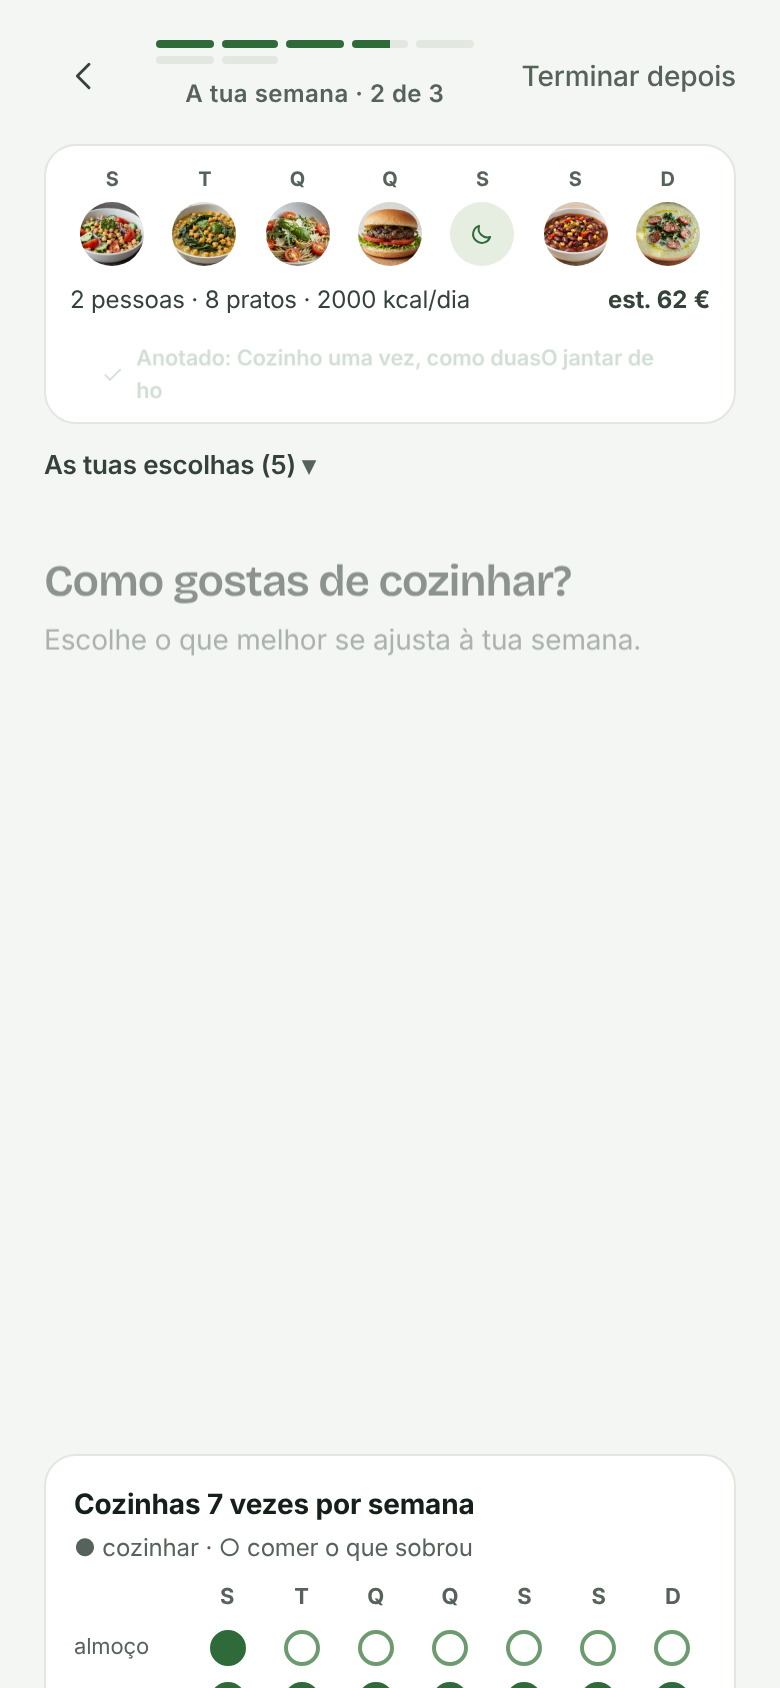 A tua semana · 2 de 3
Terminar depois
S T Q Q S S D
2 pessoas · 8 pratos · 2000 kcal/dia est. 62 €
Anotado: Cozinho uma vez, como duasO jantar de
ho
As tuas escolhas (5) ▾
Como gostas de cozinhar?
Escolhe o que melhor se ajusta à tua semana.
Cozinhas 7 vezes por semana
● cozinhar · ○ comer o que sobrou
S T Q Q S S D
almoço